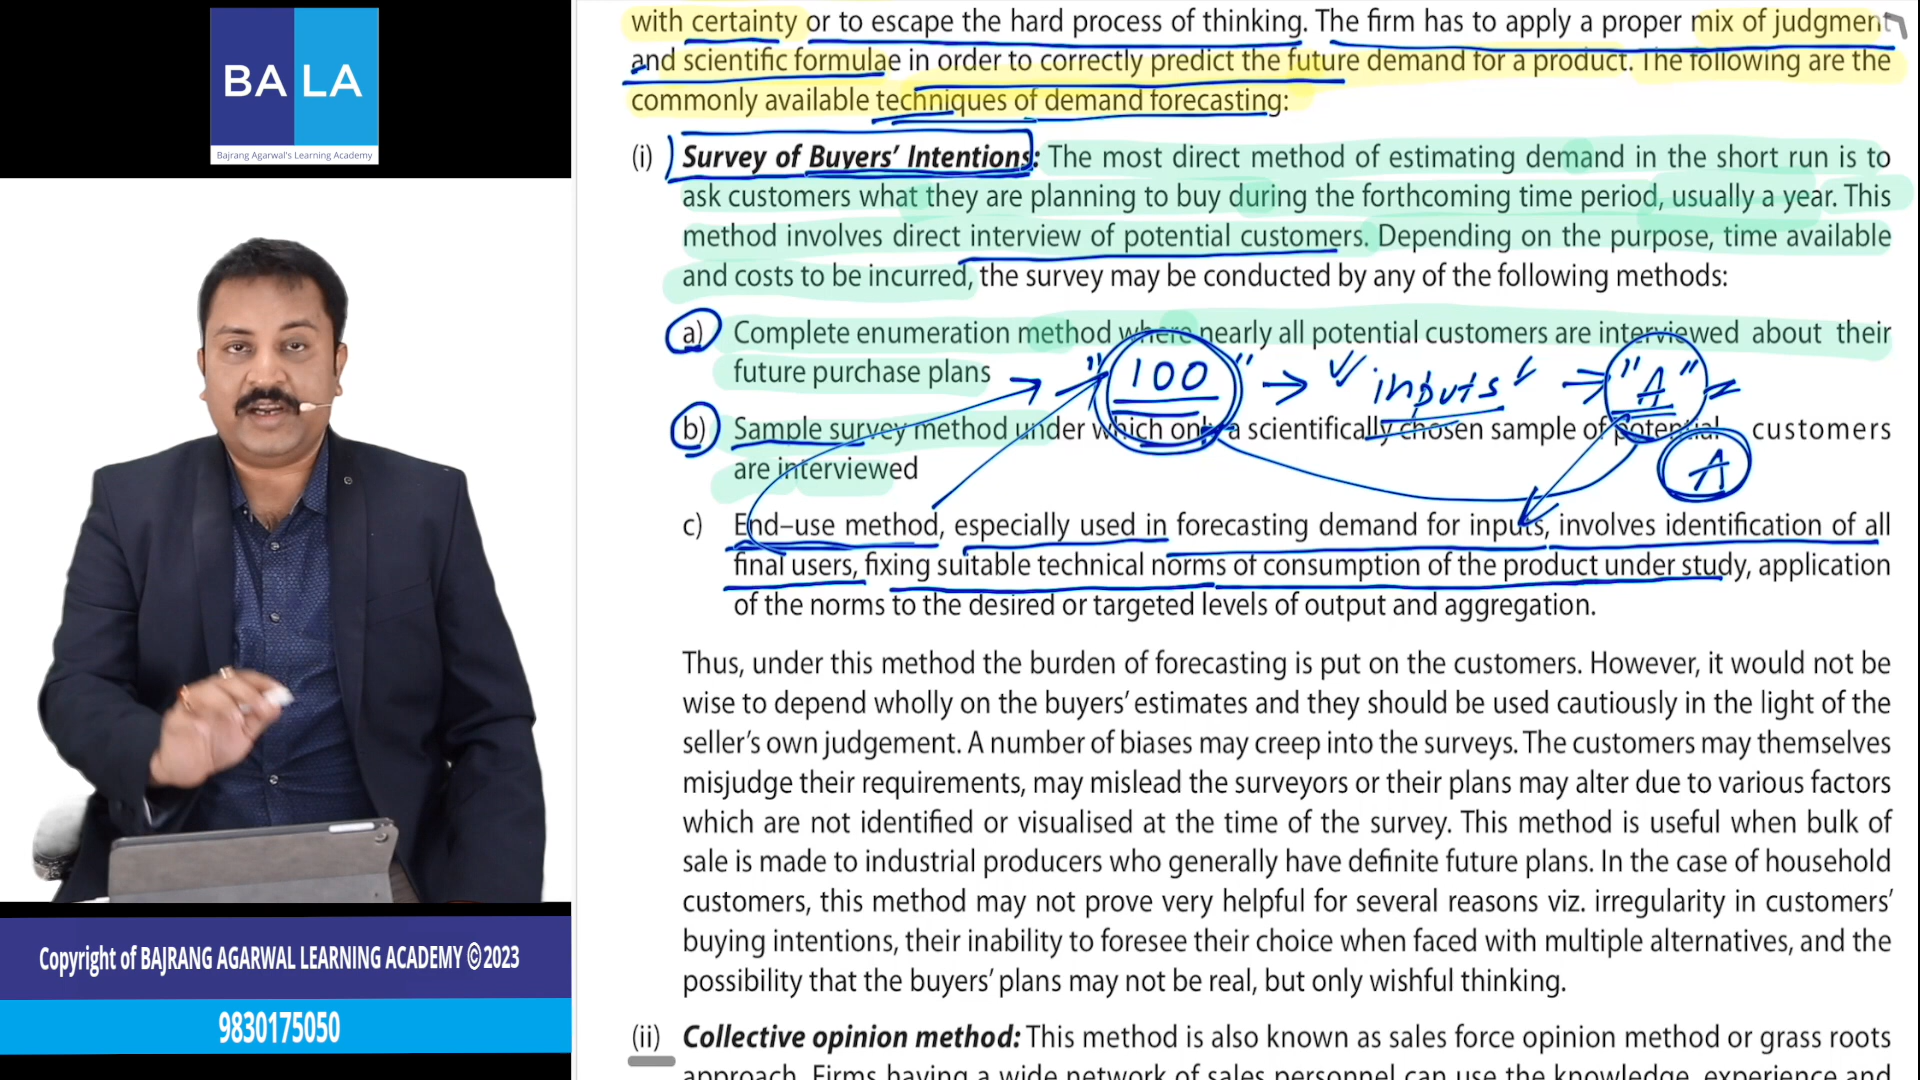 BALA
Bajrang Agarwal's Learning Academy
with certainty or to escape the hard process of thinking. The firm has to apply a proper mix of judgment
and scientific formulae in order to correctly predict the future demand for a product. The following are the
commonly available techniques of demand forecasting:
(i) Survey of Buyers’ Intentions: The most direct method of estimating demand in the short run is to
ask customers what they are planning to buy during the forthcoming time period, usually a year. This
method involves direct interview of potential customers. Depending on the purpose, time available
and costs to be incurred, the survey may be conducted by any of the following methods:
a) Complete enumeration method where nearly all potential customers are interviewed about their
future purchase plans
"100" → inputs → "A"
b) Sample survey method under which only a scientifically chosen sample of potential customers
A
are interviewed
c) End–use method, especially used in forecasting demand for inputs, involves identification of all
final users, fixing suitable technical norms of consumption of the product under study, application
of the norms to the desired or targeted levels of output and aggregation.
Thus, under this method the burden of forecasting is put on the customers. However, it would not be
wise to depend wholly on the buyers’ estimates and they should be used cautiously in the light of the
seller’s own judgement. A number of biases may creep into the surveys. The customers may themselves
misjudge their requirements, may mislead the surveyors or their plans may alter due to various factors
which are not identified or visualised at the time of the survey. This method is useful when bulk of
sale is made to industrial producers who generally have definite future plans. In the case of household
customers, this method may not prove very helpful for several reasons viz. irregularity in customers’
buying intentions, their inability to foresee their choice when faced with multiple alternatives, and the
possibility that the buyers’ plans may not be real, but only wishful thinking.
(ii) Collective opinion method: This method is also known as sales force opinion method or grass roots
approach. Firms having a wide network of sales personnel can use the knowledge, experience and
Copyright of BAJRANG AGARWAL LEARNING ACADEMY ©2023
9830175050